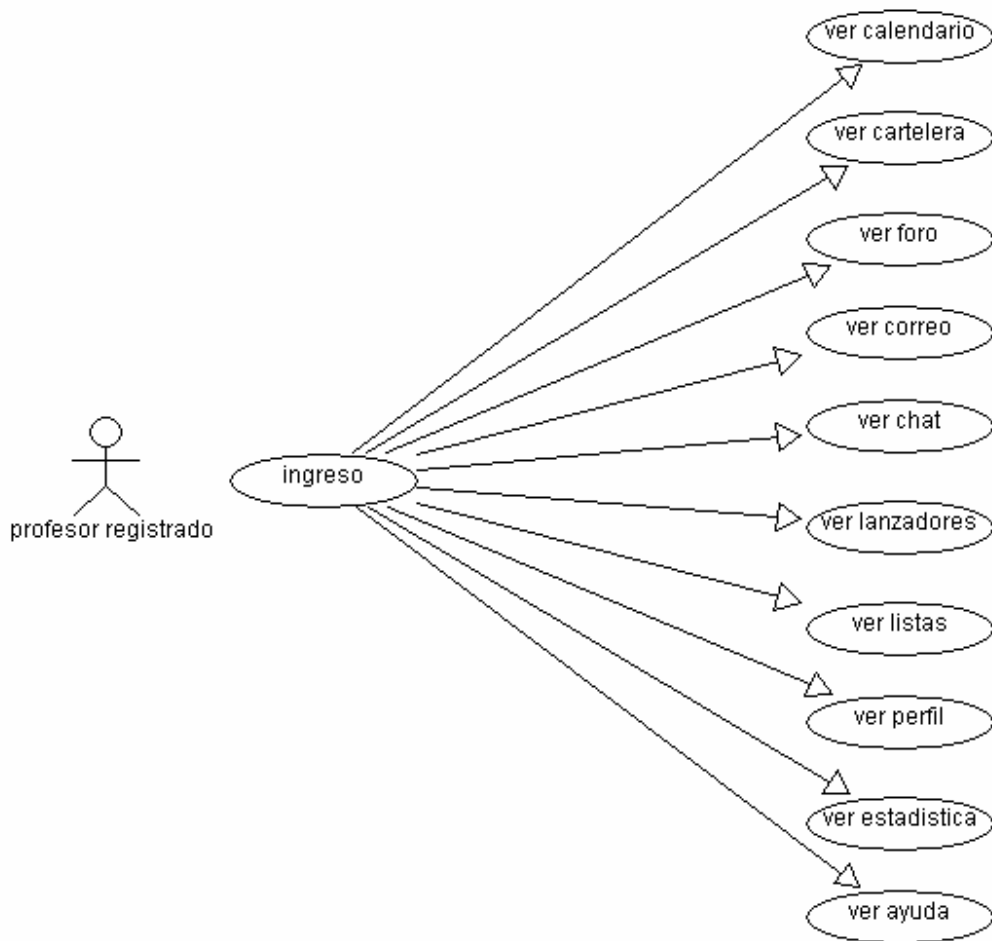 ver calendario
ver cartelera
ver foro
ver correo
ver chat
ingreso
profesor registrado
ver lanzadores
ver listas
ver perfil
ver estadistica
ver ayuda